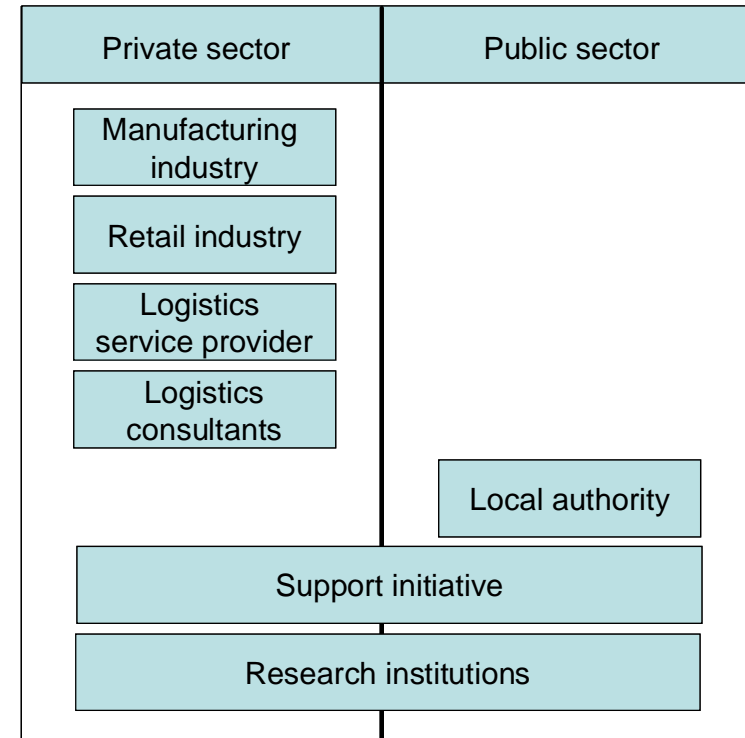 Private sector
Public sector
Manufacturing
industry
Retail industry
Logistics
service provider
Logistics
consultants
Local authority
Support initiative
Research institutions